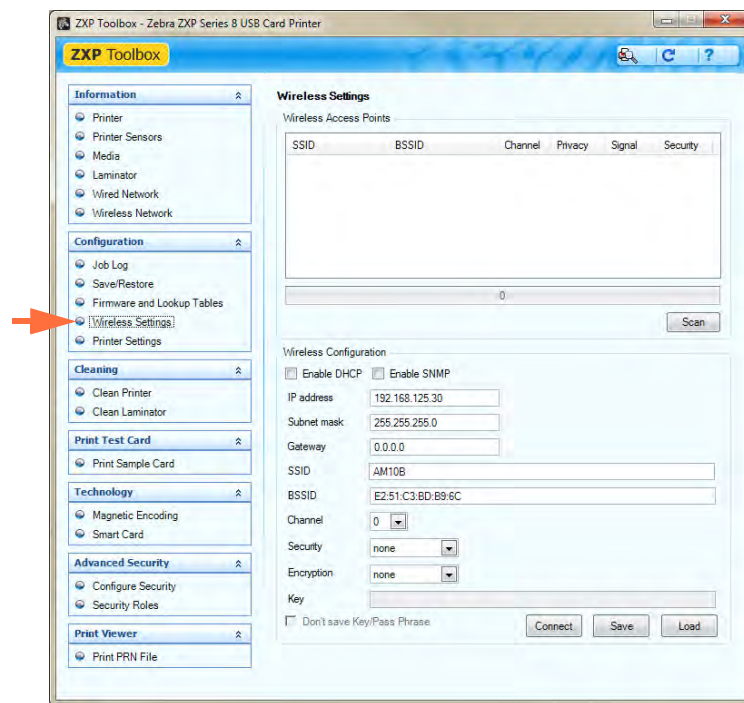 ZXP Toolbox - Zebra ZXP Series 8 USB Card Printer
ZXP Toolbox
?
Information
Printer
Printer Sensors
Media
Laminator
Wired Network
Wireless Network
Configuration
Job Log
Save/Restore
Firmware and Lookup Tables
Wireless Settings
Printer Settings
Cleaning
Clean Printer
Clean Laminator
Print Test Card
Print Sample Card
Technology
Magnetic Encoding
Smart Card
Advanced Security
Configure Security
Security Roles
Print Viewer
Print PRN File
Wireless Settings
Wireless Access Points
SSID BSSID Channel Privacy Signal Security
0
Scan
Wireless Configuration
Enable DHCP Enable SNMP
IP address 192.168.125.30
Subnet mask 255.255.255.0
Gateway 0.0.0.0
SSID AM10B
BSSID E2:51:C3:BD:B9:6C
Channel 0
Security none
Encryption none
Key
Don't save Key/Pass Phrase
Connect Save Load